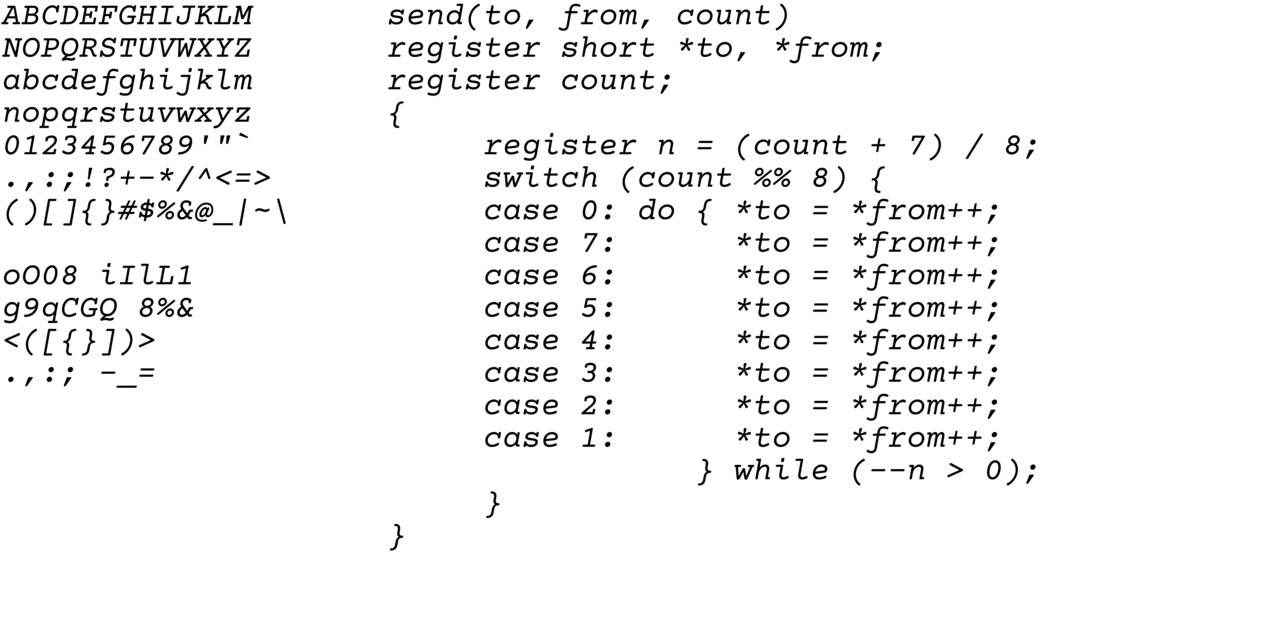 ABCDEFGHIJKLM
NOPQRSTUVWXYZ
abcdefghijklm
nopqrstuvwxyz
0123456789'"`
.,:;!?+-*/^<=>
()[]{}#$%&@_|~\
oO08 iIlL1
g9qCGQ 8%&
<([{}])>
.,:; -_=
send(to, from, count)
register short *to, *from;
register count;
{
     register n = (count + 7) / 8;
     switch (count %% 8) {
     case 0: do { *to = *from++;
     case 7:      *to = *from++;
     case 6:      *to = *from++;
     case 5:      *to = *from++;
     case 4:      *to = *from++;
     case 3:      *to = *from++;
     case 2:      *to = *from++;
     case 1:      *to = *from++;
                } while (--n > 0);
     }
}